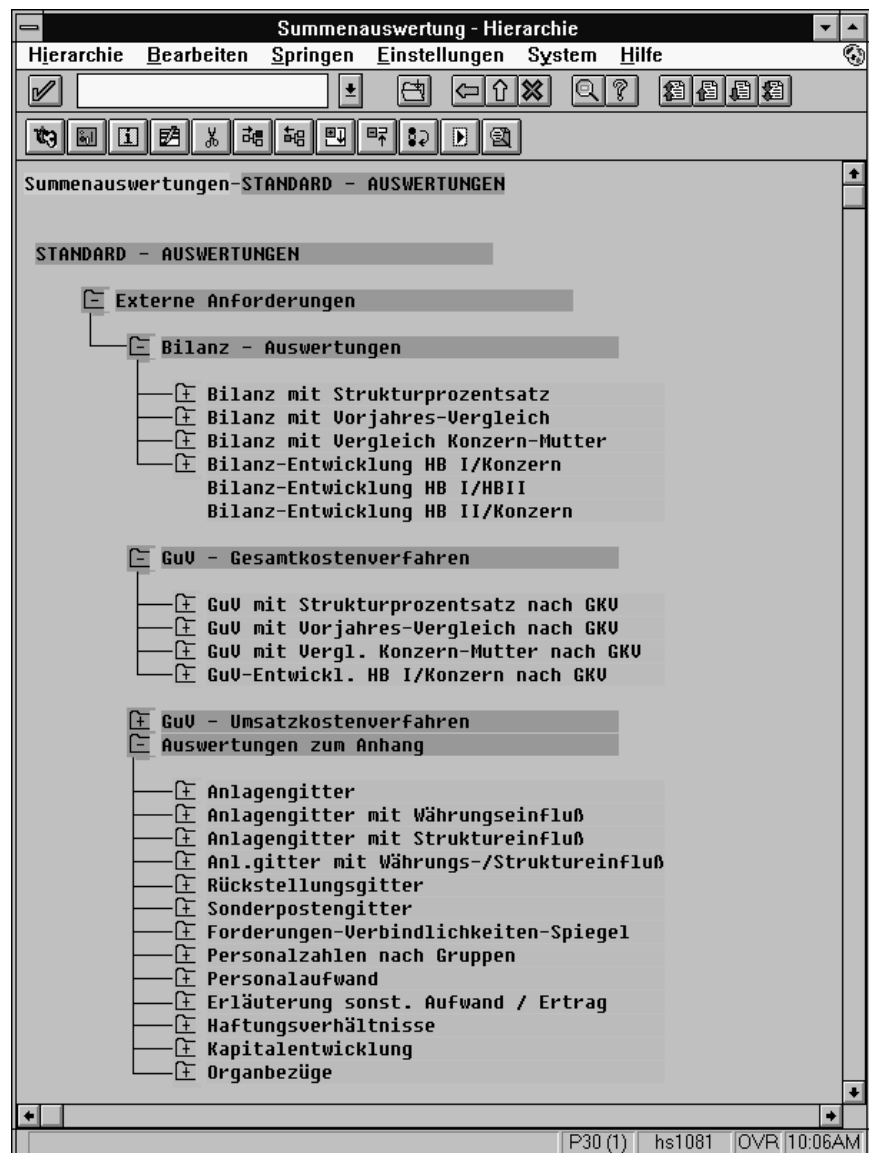 Summenauswertung - Hierarchie
Hierarchie Bearbeiten Springen Einstellungen System Hilfe
Summenauswertungen-STANDARD - AUSWERTUNGEN
STANDARD - AUSWERTUNGEN
Externe Anforderungen
Bilanz - Auswertungen
Bilanz mit Strukturprozentsatz
Bilanz mit Vorjahres-Vergleich
Bilanz mit Vergleich Konzern-Mutter
Bilanz-Entwicklung HB I/Konzern
Bilanz-Entwicklung HB I/HBII
Bilanz-Entwicklung HB II/Konzern
GuV - Gesamtkostenverfahren
GuV mit Strukturprozentsatz nach GKV
GuV mit Vorjahres-Vergleich nach GKV
GuV mit Vergl. Konzern-Mutter nach GKV
GuV-Entwickl. HB I/Konzern nach GKV
GuV - Umsatzkostenverfahren
Auswertungen zum Anhang
Anlagengitter
Anlagengitter mit Währungseinfluß
Anlagengitter mit Struktureinfluß
Anl.gitter mit Währungs-/Struktureinfluß
Rückstellungsgitter
Sonderpostengitter
Forderungen-Verbindlichkeiten-Spiegel
Personalzahlen nach Gruppen
Personalaufwand
Erläuterung sonst. Aufwand / Ertrag
Haftungsverhältnisse
Kapitalentwicklung
Organbezüge
P30 (1) hs1081 OVR 10:06AM